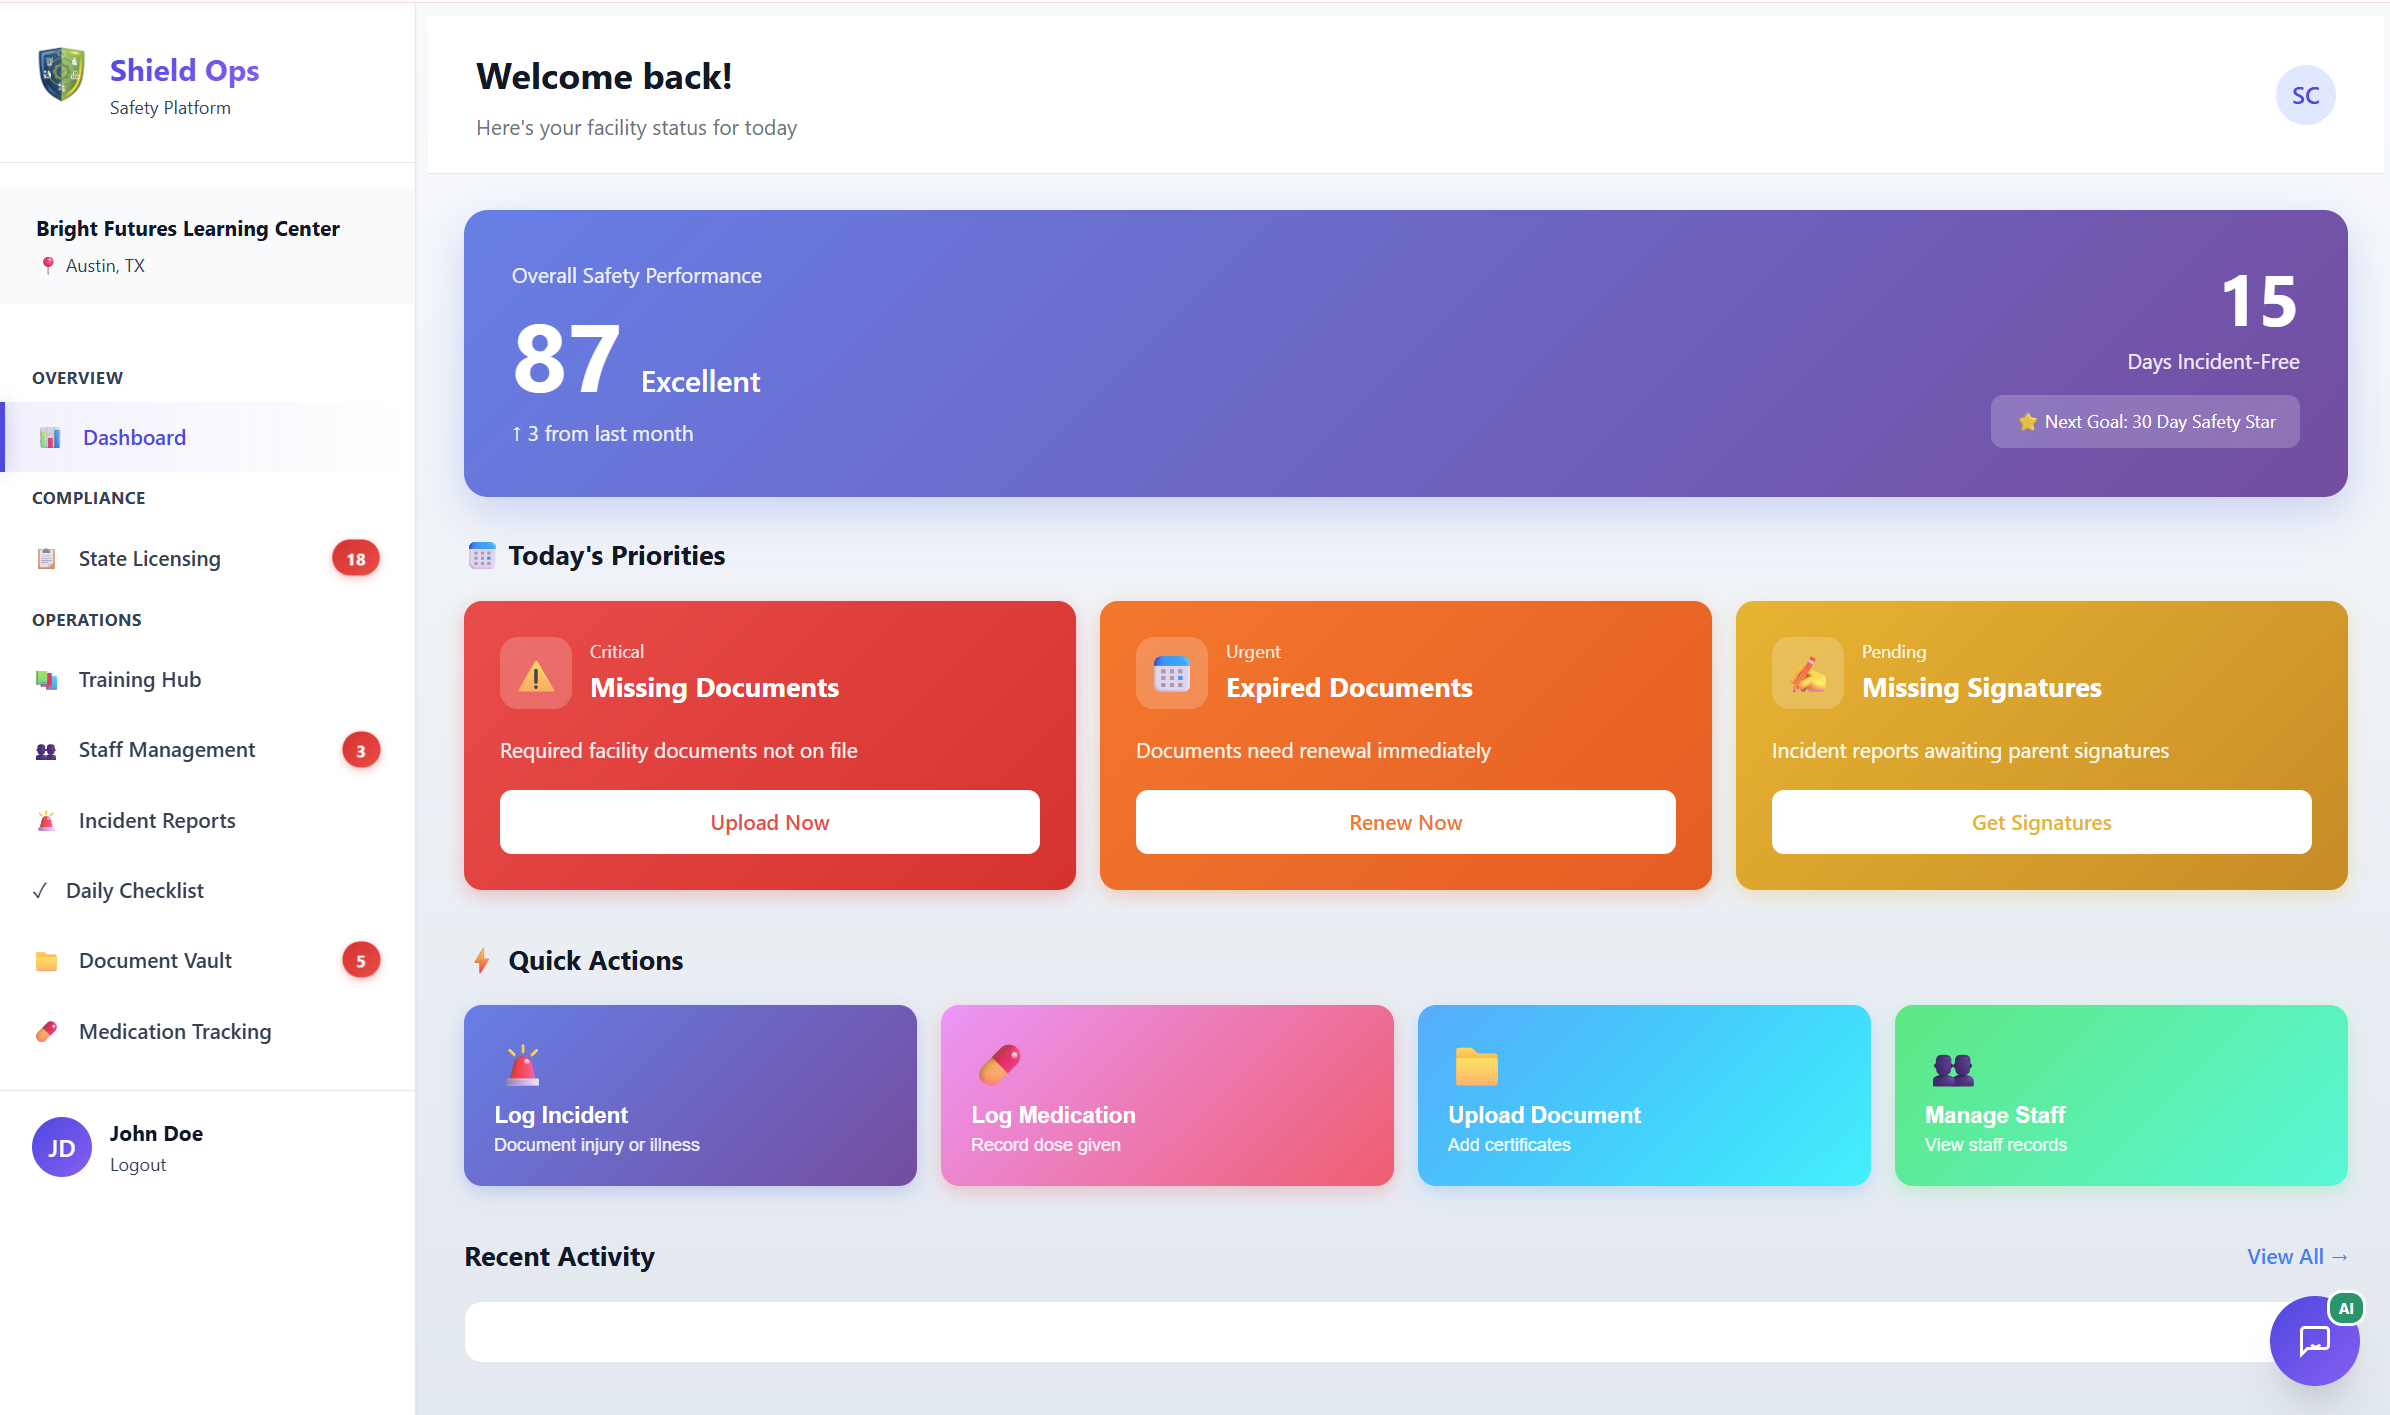 Shield Ops
Safety Platform
Bright Futures Learning Center
Austin, TX
OVERVIEW
Dashboard
COMPLIANCE
State Licensing 18
OPERATIONS
Training Hub
Staff Management 3
Incident Reports
Daily Checklist
Document Vault 5
Medication Tracking
JD
John Doe
Logout
Welcome back!
Here's your facility status for today
SC
Overall Safety Performance
87 Excellent
↑ 3 from last month
15
Days Incident-Free
Next Goal: 30 Day Safety Star
Today's Priorities
Critical
Missing Documents
Required facility documents not on file
Upload Now
Urgent
Expired Documents
Documents need renewal immediately
Renew Now
Pending
Missing Signatures
Incident reports awaiting parent signatures
Get Signatures
Quick Actions
Log Incident
Document injury or illness
Log Medication
Record dose given
Upload Document
Add certificates
Manage Staff
View staff records
Recent Activity
View All →
AI